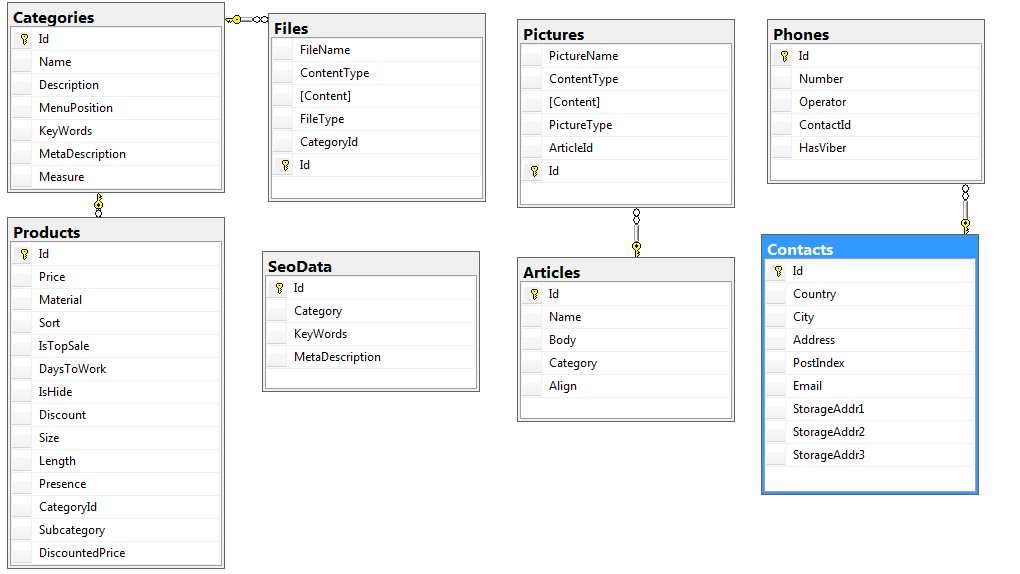 Categories
Id
Name
Description
MenuPosition
KeyWords
MetaDescription
Measure
Files
FileName
ContentType
[Content]
FileType
CategoryId
Id
Pictures
PictureName
ContentType
[Content]
PictureType
ArticleId
Id
Phones
Id
Number
Operator
ContactId
HasViber
Products
Id
Price
Material
Sort
IsTopSale
DaysToWork
IsHide
Discount
Size
Length
Presence
CategoryId
Subcategory
DiscountedPrice
SeoData
Id
Category
KeyWords
MetaDescription
Articles
Id
Name
Body
Category
Align
Contacts
Id
Country
City
Address
PostIndex
Email
StorageAddr1
StorageAddr2
StorageAddr3